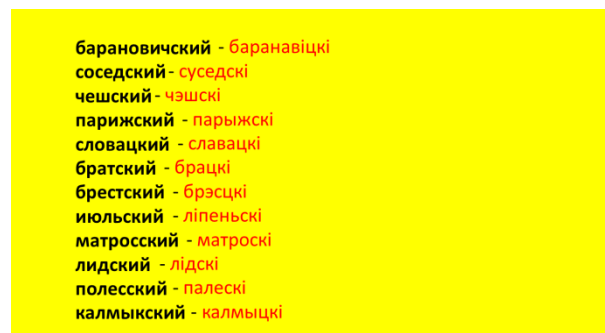 барановичский - баранавіцкі
соседский - суседскі
чешский - чэшскі
парижский - парыжскі
словацкий - славацкі
братский - брацкі
брестский - брэсцкі
июльский - ліпеньскі
матросский - матроскі
лидский - лідскі
полесский - палескі
калмыкский - калмыцкі